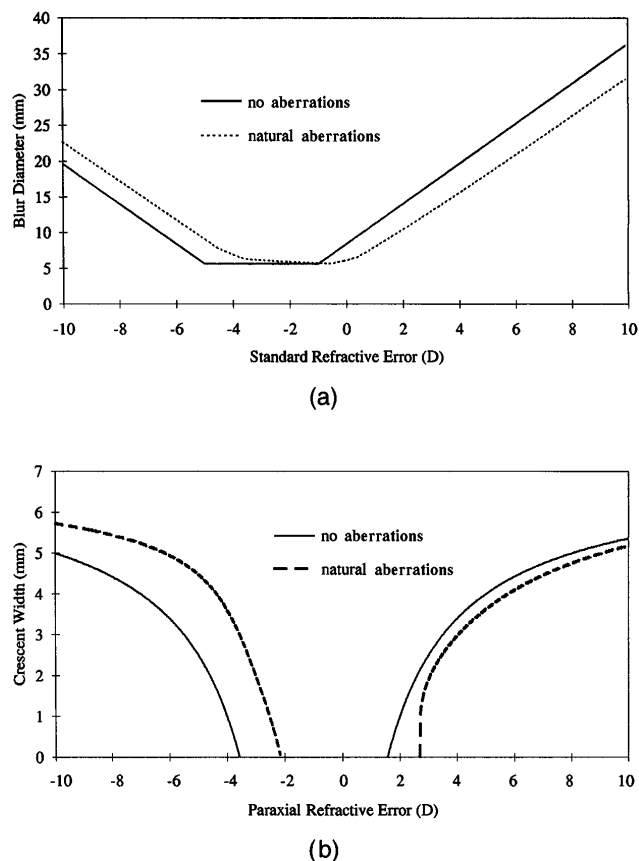 40
35
30
25
20
15
10
5
0
Blur Diameter (mm)
no aberrations
natural aberrations
-10 -8 -6 -4 -2 0 2 4 6 8 10
Standard Refractive Error (D)
(a)
7
6
5
4
3
2
1
0
Crescent Width (mm)
no aberrations
natural aberrations
-10 -8 -6 -4 -2 0 2 4 6 8 10
Paraxial Refractive Error (D)
(b)